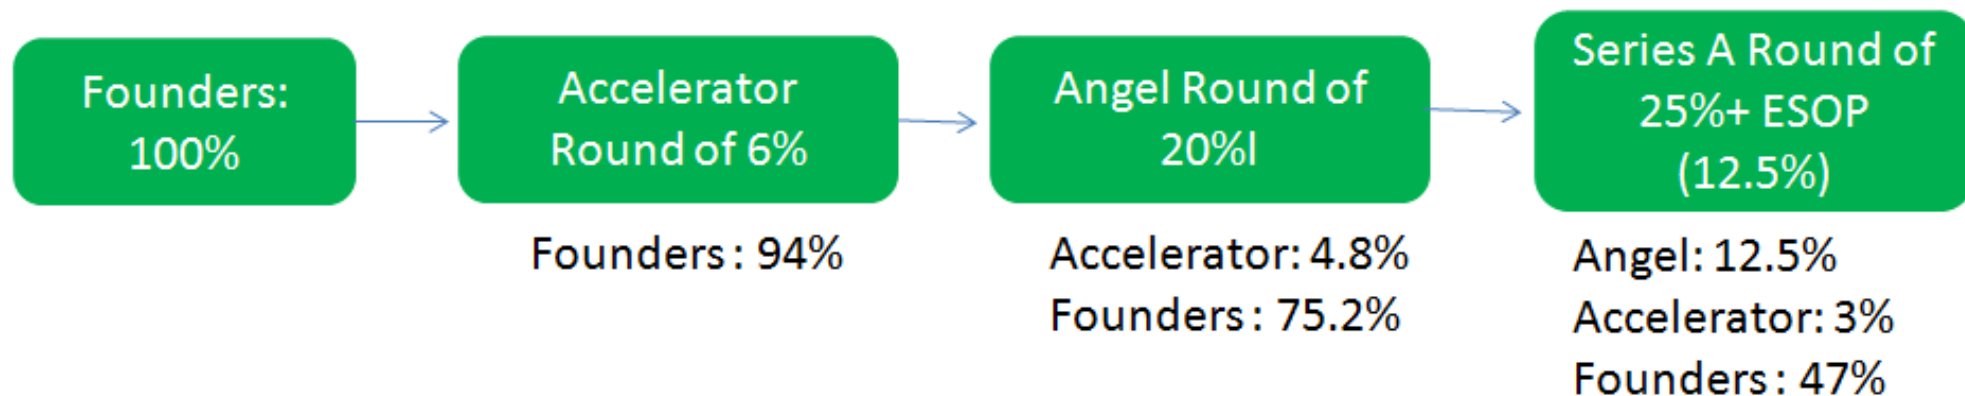 Founders:
100%
Accelerator
Round of 6%
Founders : 94%
Angel Round of
20%l
Accelerator: 4.8%
Founders : 75.2%
Series A Round of
25%+ ESOP
(12.5%)
Angel: 12.5%
Accelerator: 3%
Founders : 47%